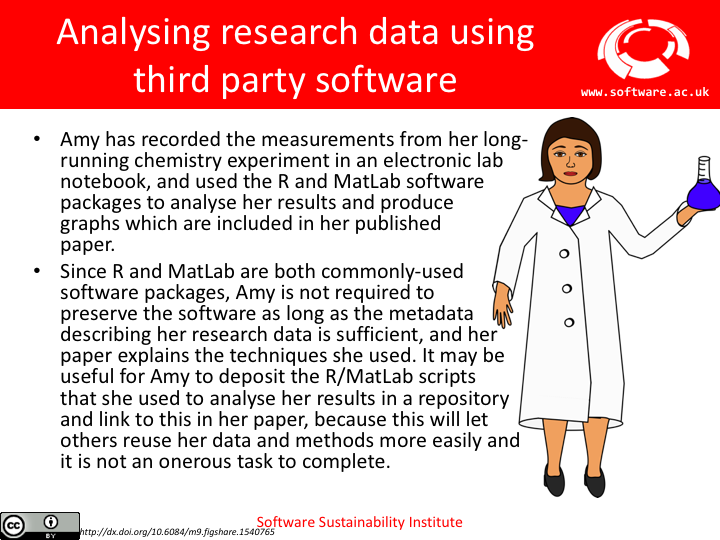 Analysing research data using
third party software
www.software.ac.uk
• Amy has recorded the measurements from her long-
running chemistry experiment in an electronic lab
notebook, and used the R and MatLab software
packages to analyse her results and produce
graphs which are included in her published
paper.
• Since R and MatLab are both commonly-used
software packages, Amy is not required to
preserve the software as long as the metadata
describing her research data is sufficient, and her
paper explains the techniques she used. It may be
useful for Amy to deposit the R/MatLab scripts
that she used to analyse her results in a repository
and link to this in her paper, because this will let
others reuse her data and methods more easily and
it is not an onerous task to complete.
Software Sustainability Institute
cc BY
http://dx.doi.org/10.6084/m9.figshare.1540765